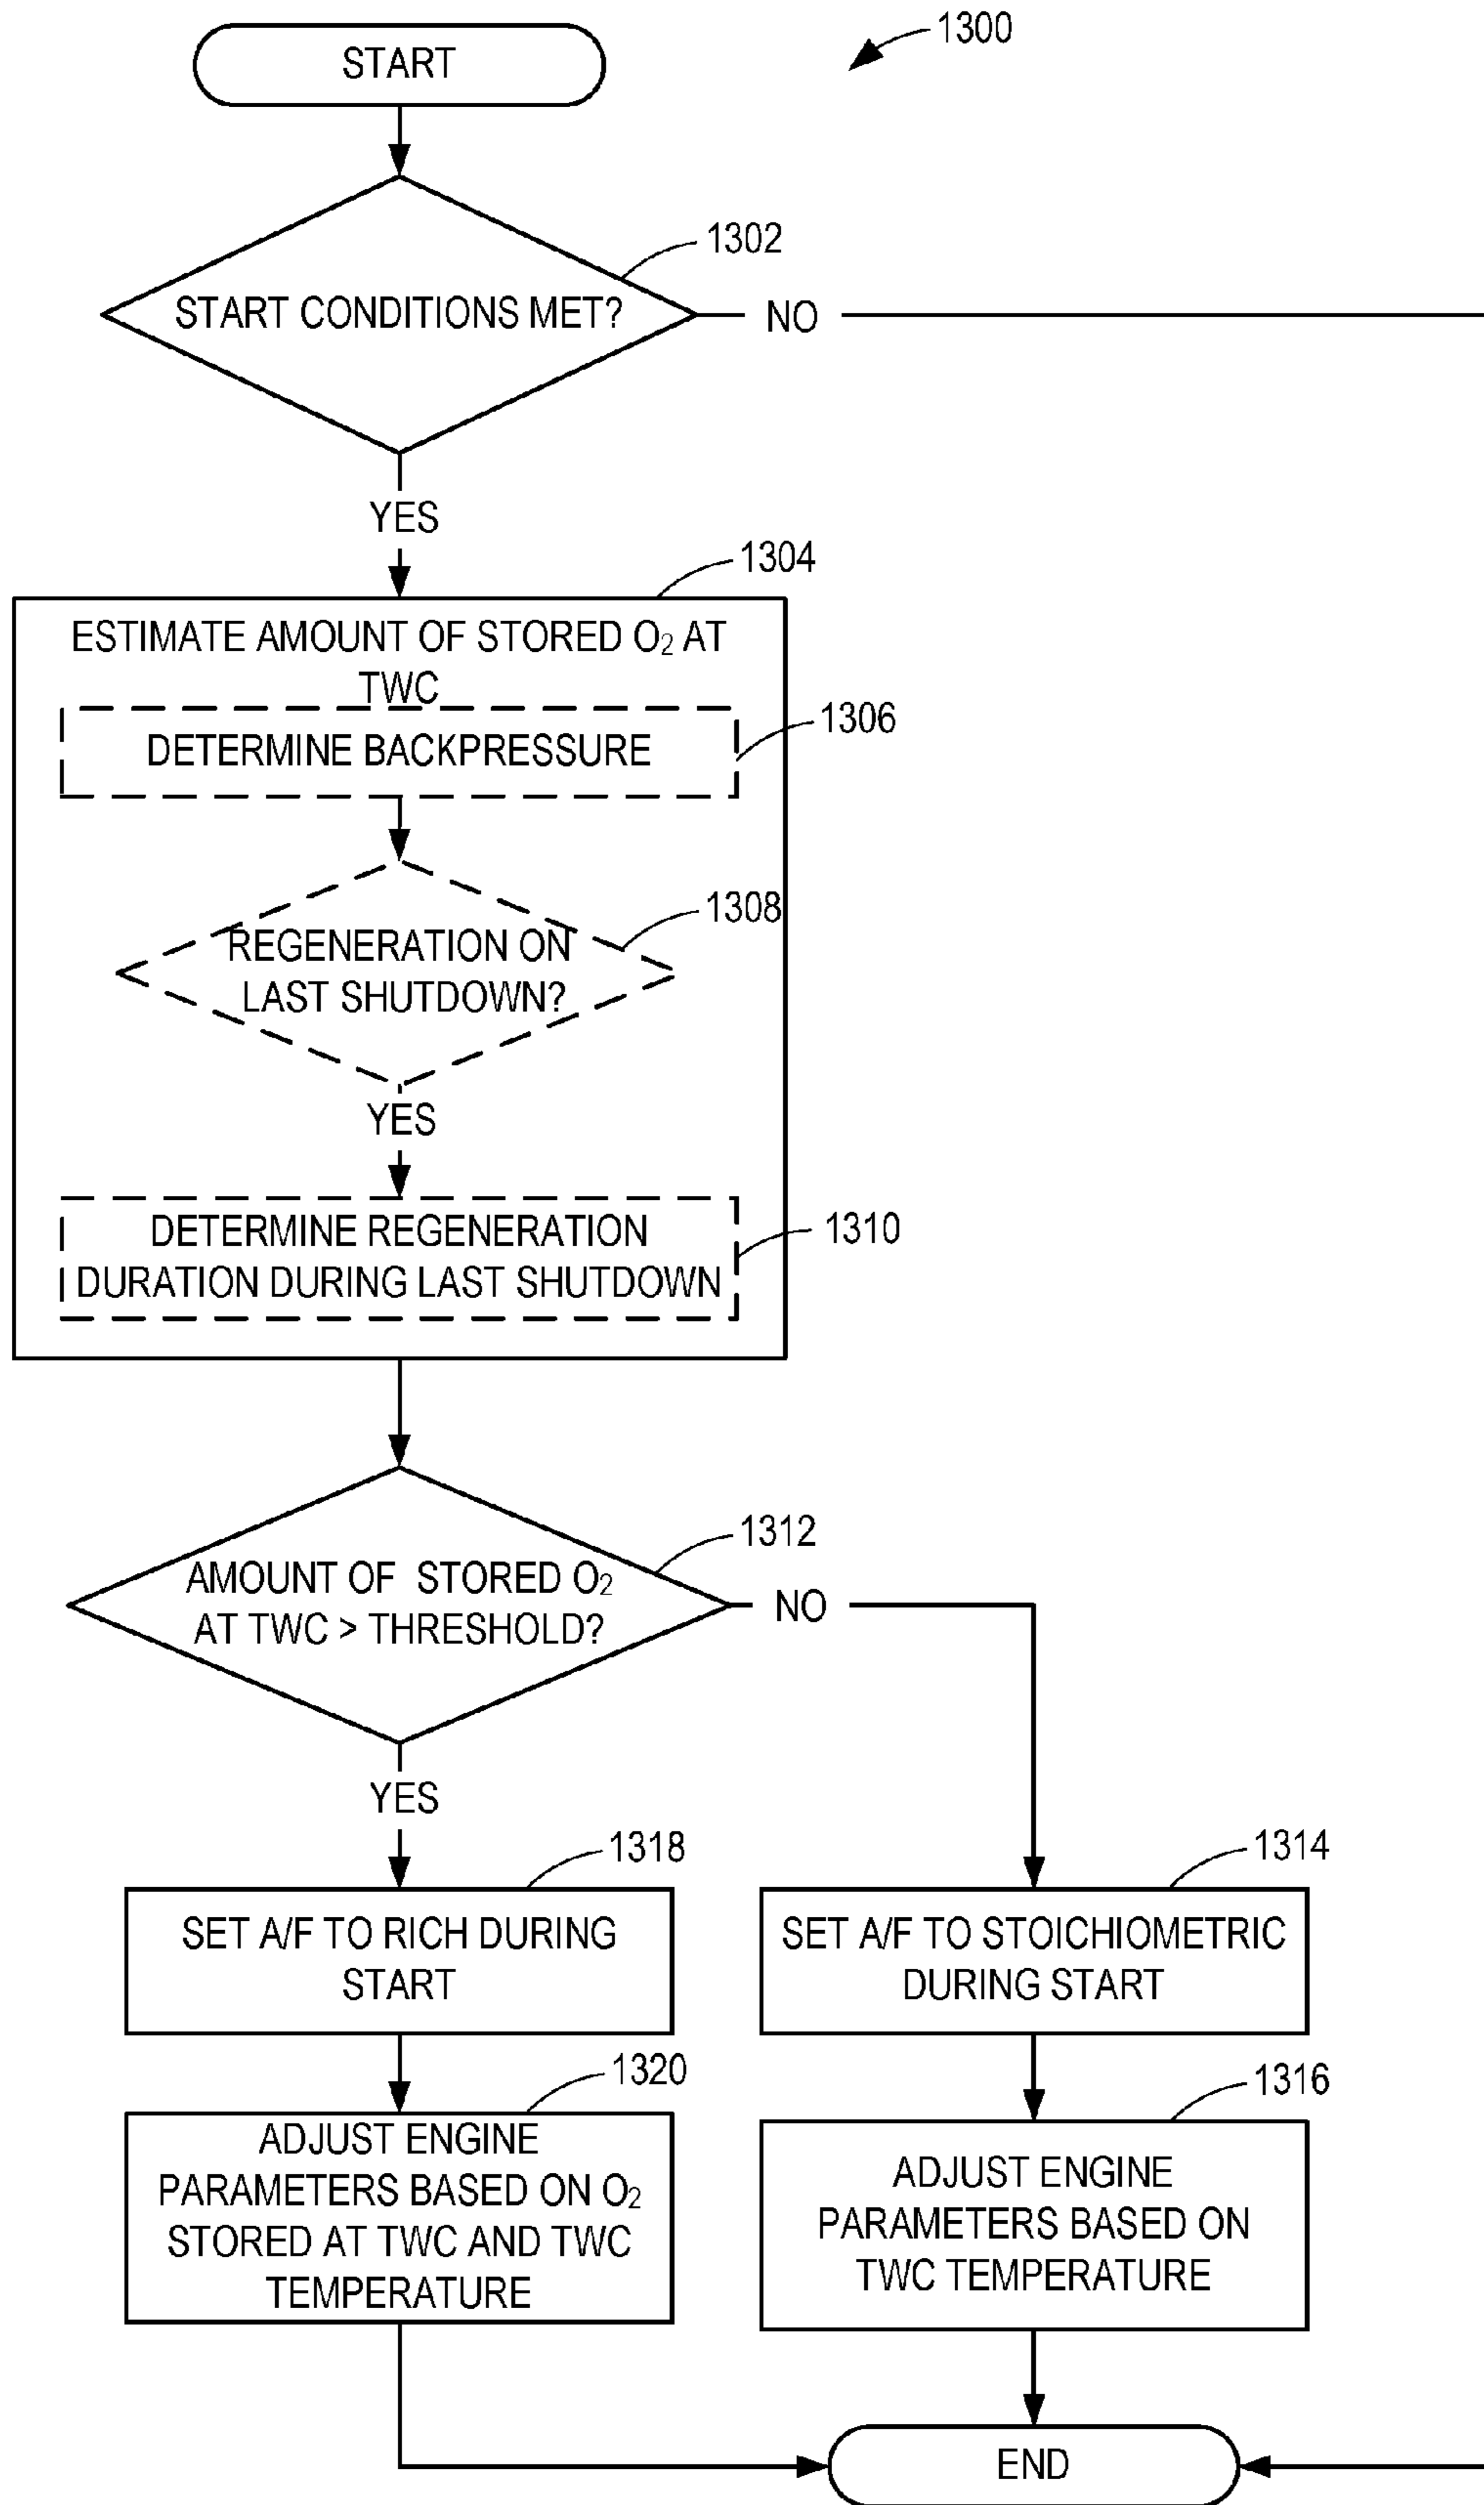 START
1300
1302
START CONDITIONS MET?
NO
YES
1304
ESTIMATE AMOUNT OF STORED O₂ AT
TWC
1306
DETERMINE BACKPRESSURE
1308
REGENERATION ON
LAST SHUTDOWN?
YES
1310
DETERMINE REGENERATION
DURATION DURING LAST SHUTDOWN
1312
AMOUNT OF STORED O₂
AT TWC > THRESHOLD?
NO
YES
1318
SET A/F TO RICH DURING
START
1314
SET A/F TO STOICHIOMETRIC
DURING START
1320
ADJUST ENGINE
PARAMETERS BASED ON O₂
STORED AT TWC AND TWC
TEMPERATURE
1316
ADJUST ENGINE
PARAMETERS BASED ON
TWC TEMPERATURE
END